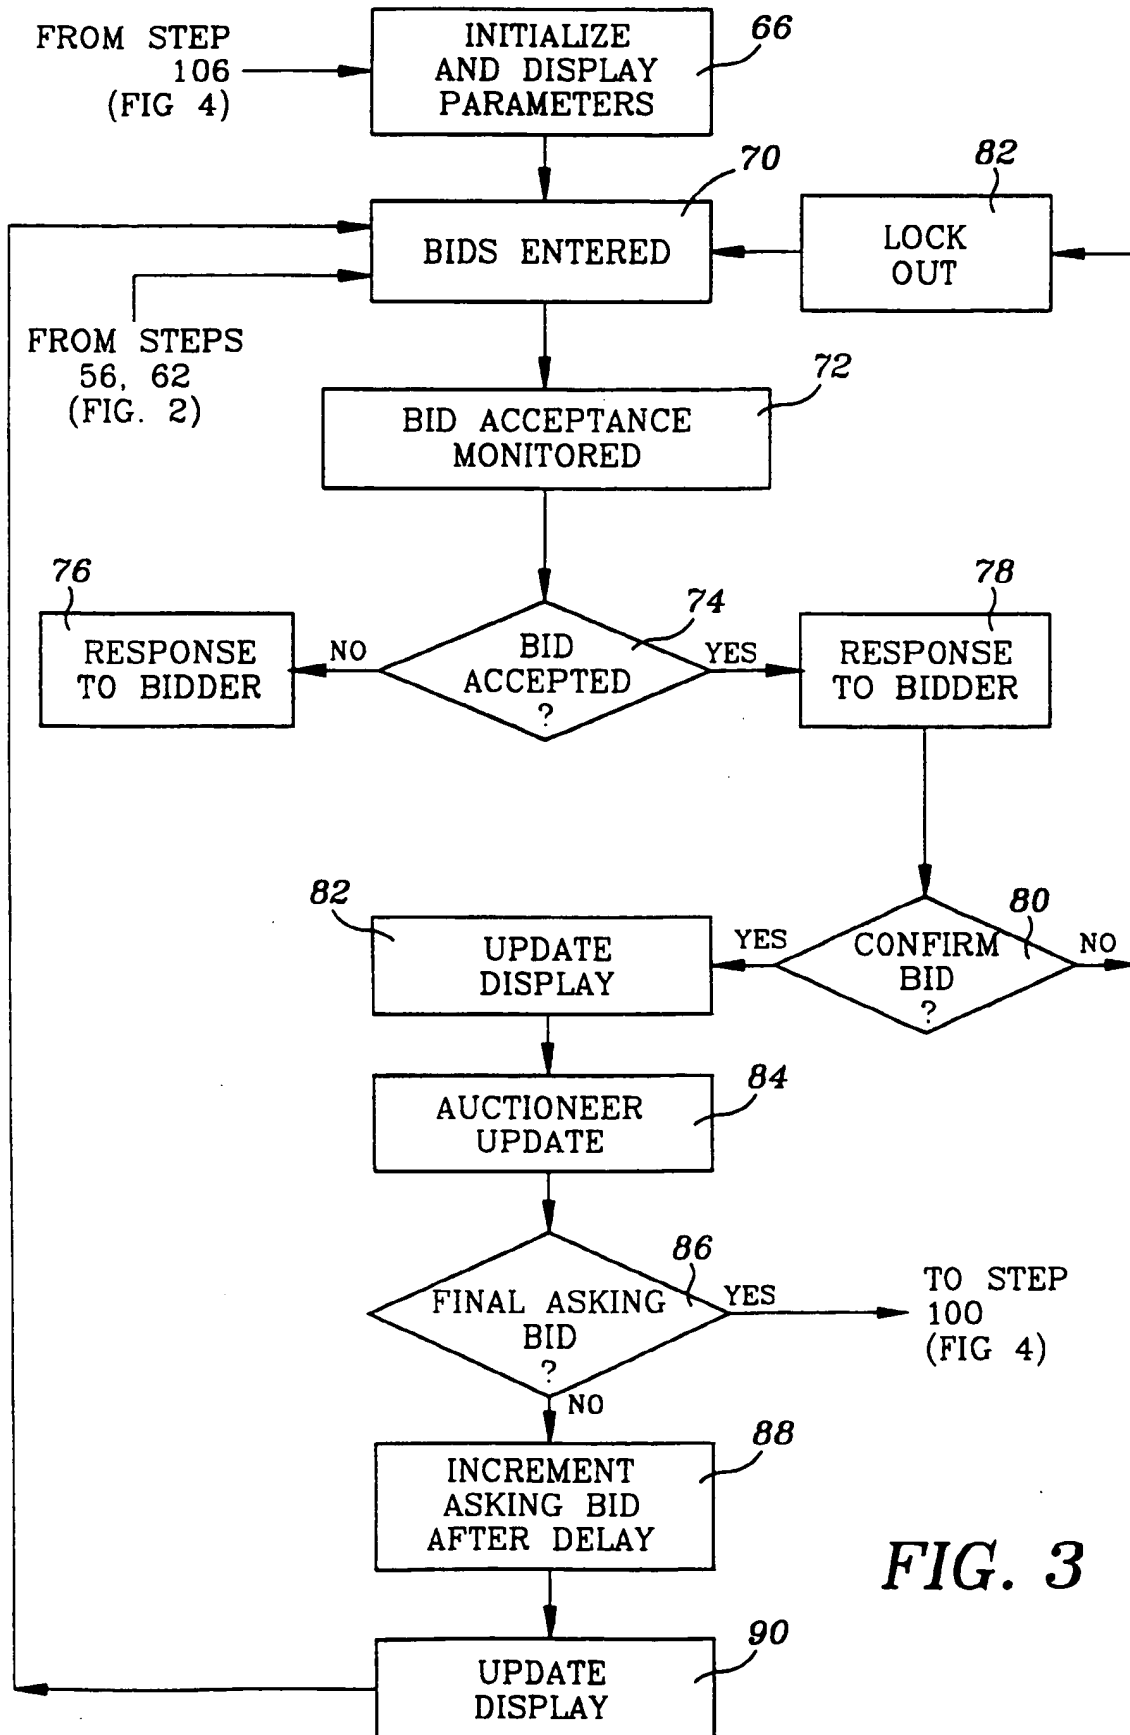 FROM STEP
106
(FIG 4)
INITIALIZE
AND DISPLAY
PARAMETERS
66
70
BIDS ENTERED
82
LOCK
OUT
FROM STEPS
56, 62
(FIG. 2)
72
BID ACCEPTANCE
MONITORED
76
RESPONSE
TO BIDDER
NO
74
BID
ACCEPTED
?
YES
78
RESPONSE
TO BIDDER
82
UPDATE
DISPLAY
YES
80
CONFIRM
BID
?
NO
84
AUCTIONEER
UPDATE
86
FINAL ASKING
BID
?
YES
TO STEP
100
(FIG 4)
NO
88
INCREMENT
ASKING BID
AFTER DELAY
FIG. 3
90
UPDATE
DISPLAY